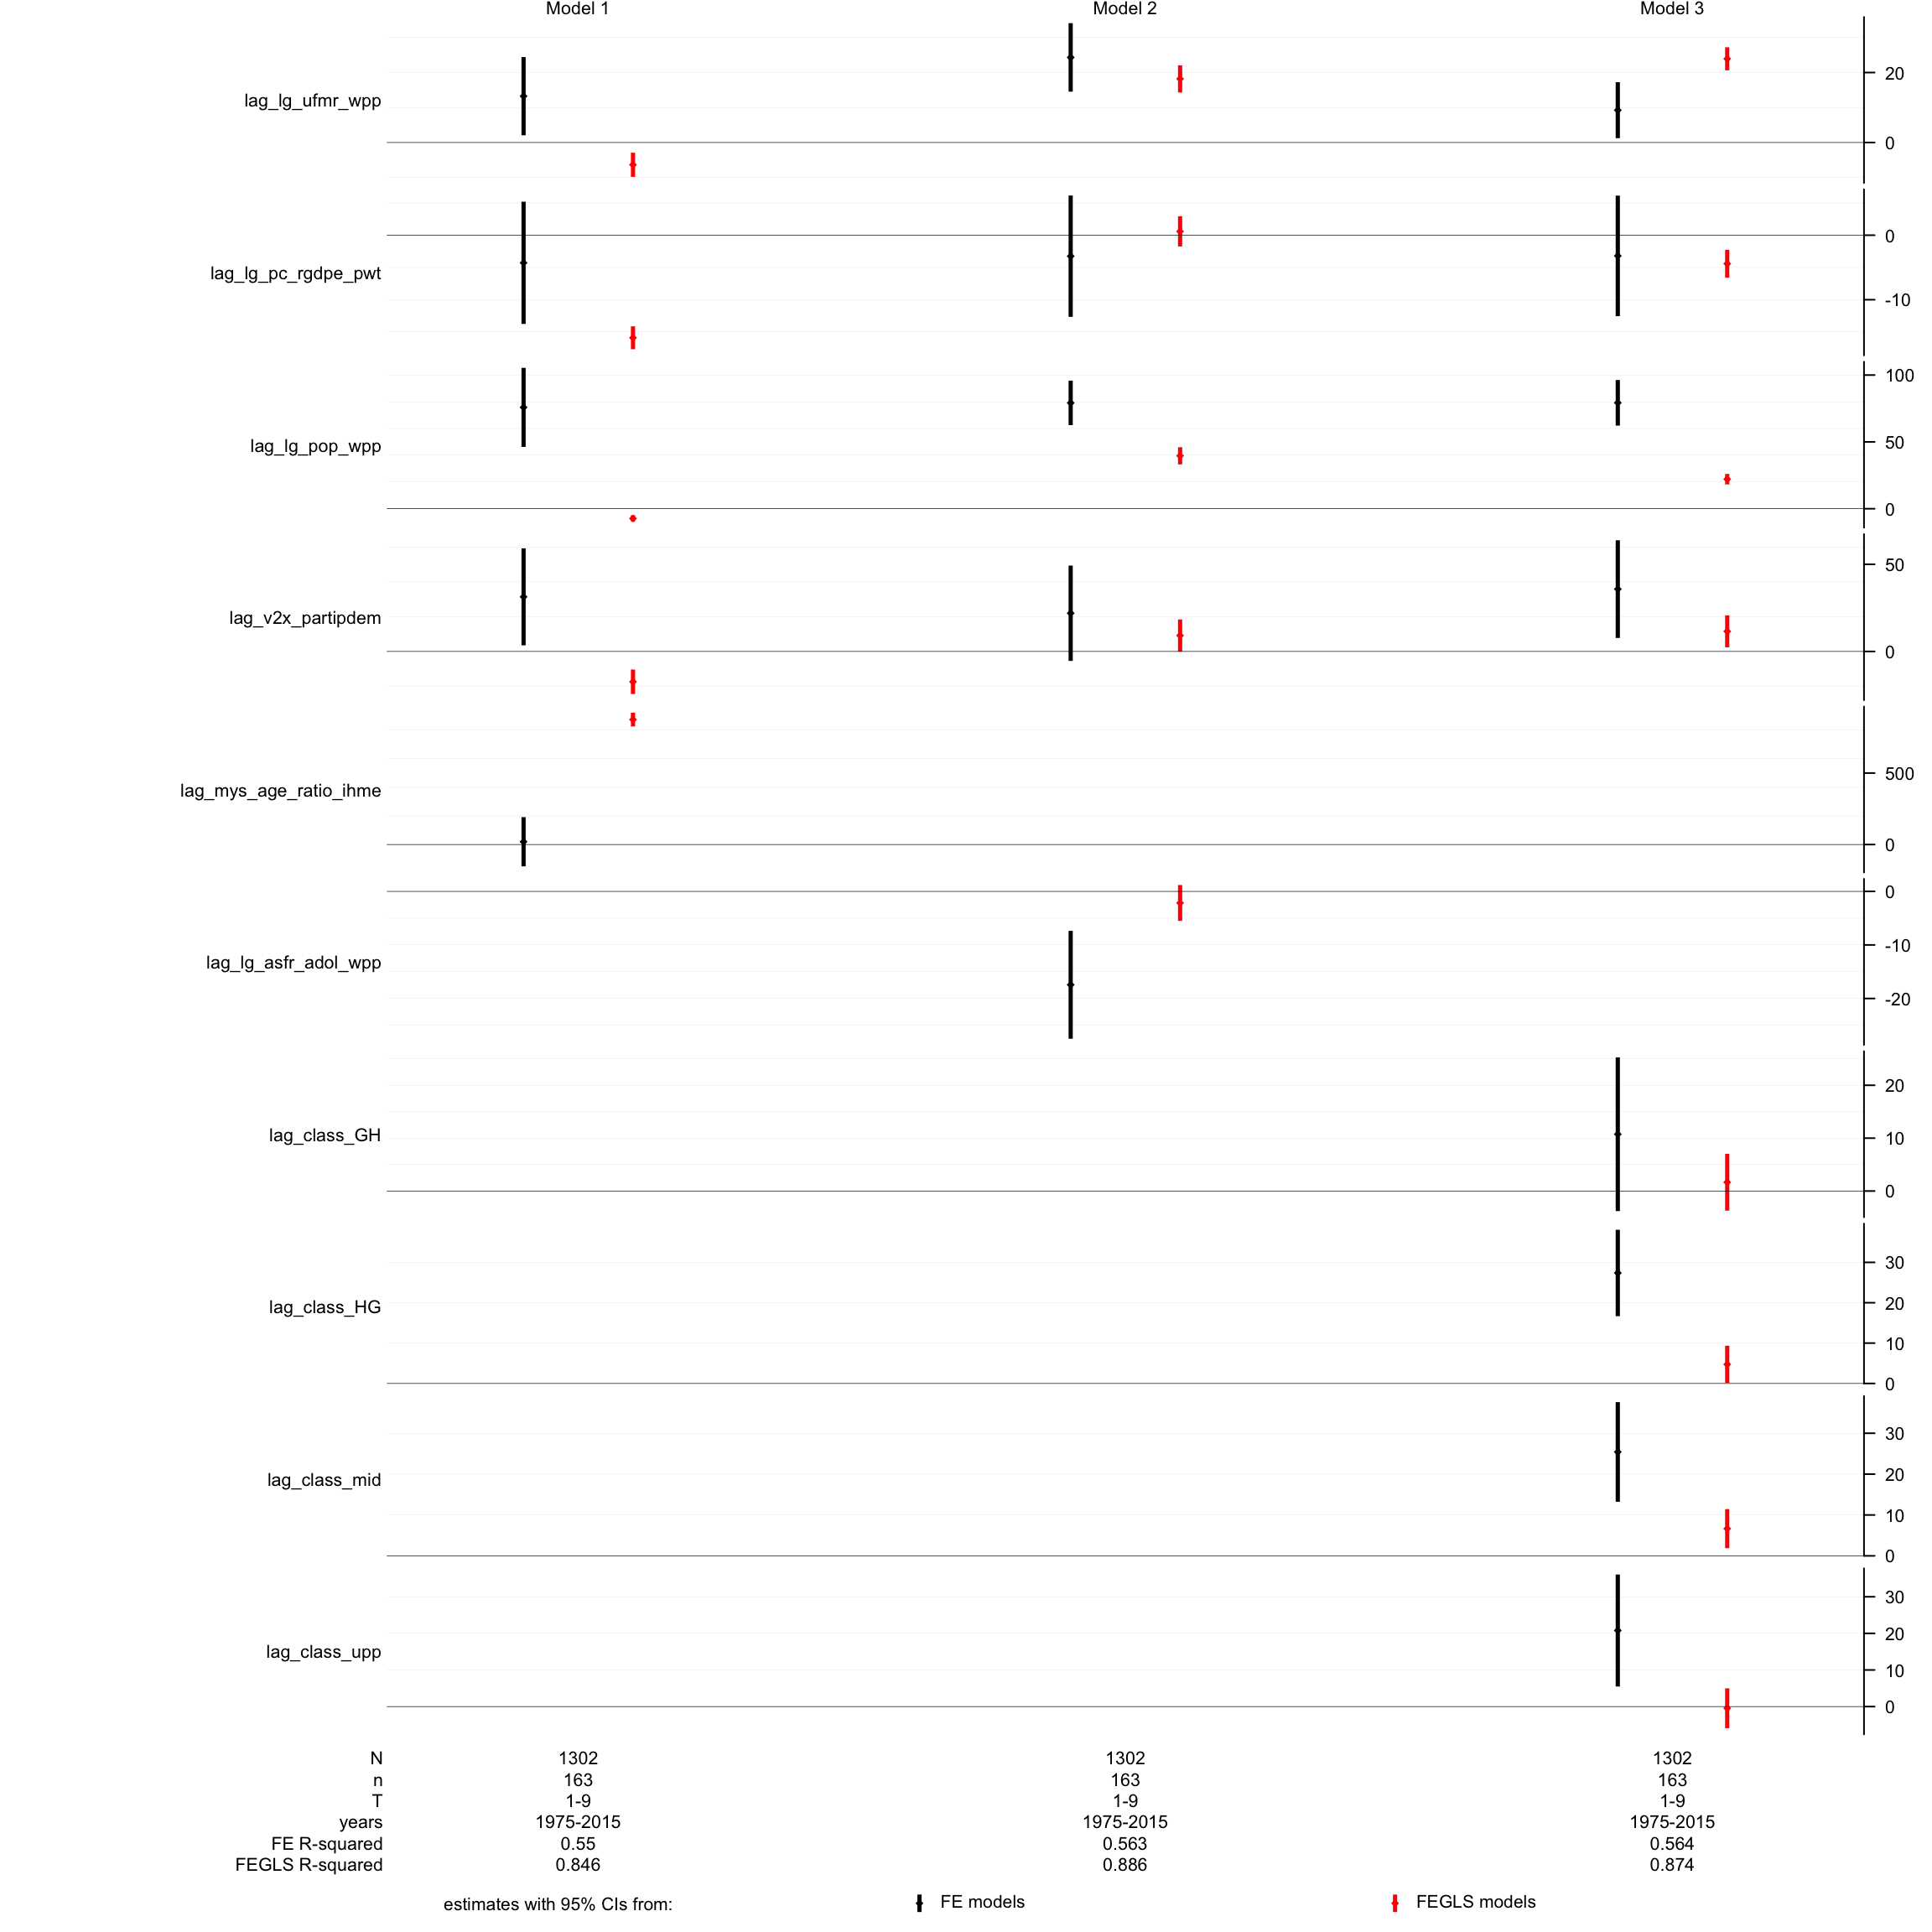 Model 1 Model 2 Model 3
lag_lg_ufmr_wpp
20
0
lag_lg_pc_rgdpe_pwt
0
-10
lag_lg_pop_wpp
100
50
0
lag_v2x_partipdem
50
0
lag_mys_age_ratio_ihme
500
0
lag_lg_asfr_adol_wpp
0
-10
-20
lag_class_GH
20
10
0
lag_class_HG
30
20
10
0
lag_class_mid
30
20
10
0
lag_class_upp
30
20
10
0
N 1302 1302 1302
n 163 163 163
T 1-9 1-9 1-9
years 1975-2015 1975-2015 1975-2015
FE R-squared 0.55 0.563 0.564
FEGLS R-squared 0.846 0.886 0.874
estimates with 95% CIs from: FE models FEGLS models